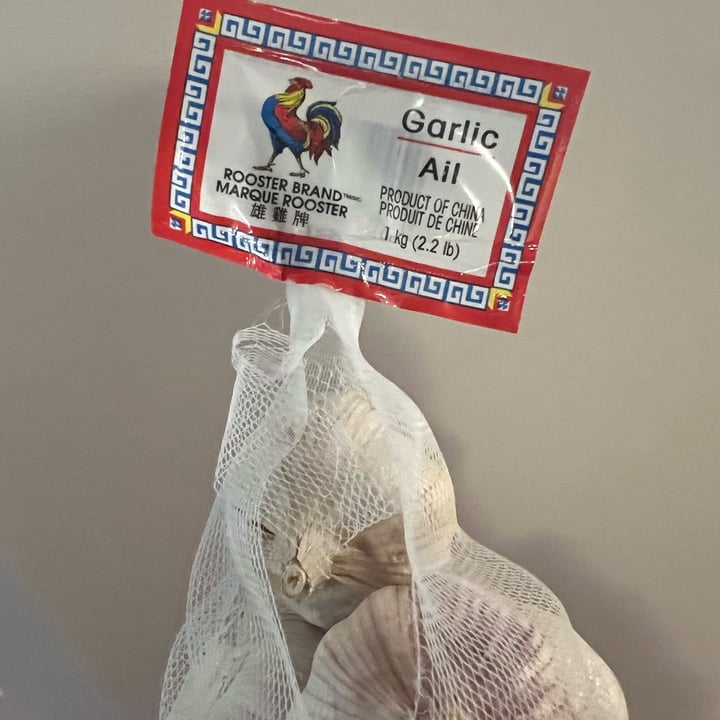 ROOSTER BRAND
MARQUE ROOSTER
雄雞牌
Garlic
Ail
PRODUCT OF CHINA
PRODUIT DE CHINE
1 kg (2.2 lb)